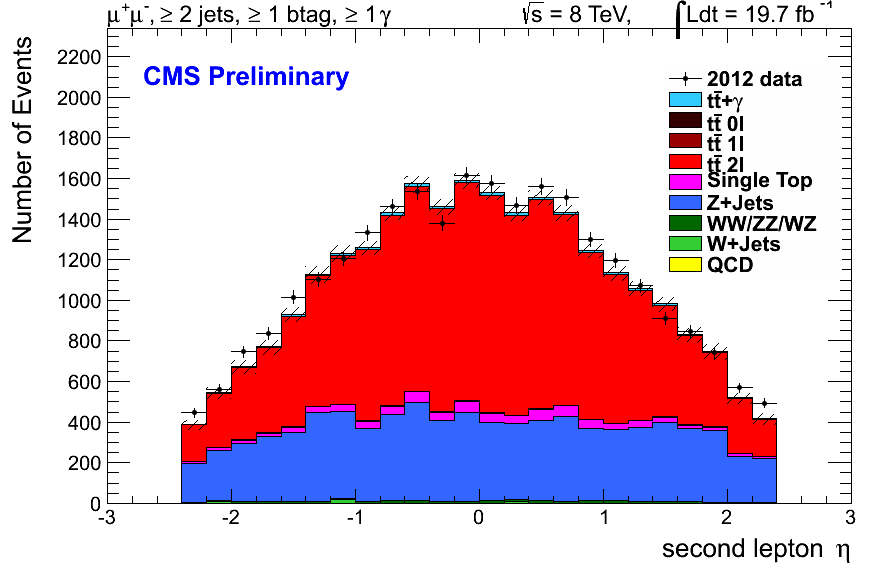 μ⁺μ⁻, ≥ 2 jets, ≥ 1 btag, ≥ 1 γ
√s = 8 TeV, ∫Ldt = 19.7 fb⁻¹
CMS Preliminary
2012 data
tt̄+γ
tt̄ 0l
tt̄ 1l
tt̄ 2l
Single Top
Z+Jets
WW/ZZ/WZ
W+Jets
QCD
Number of Events
2200
2000
1800
1600
1400
1200
1000
800
600
400
200
0
-3 -2 -1 0 1 2 3
second lepton η